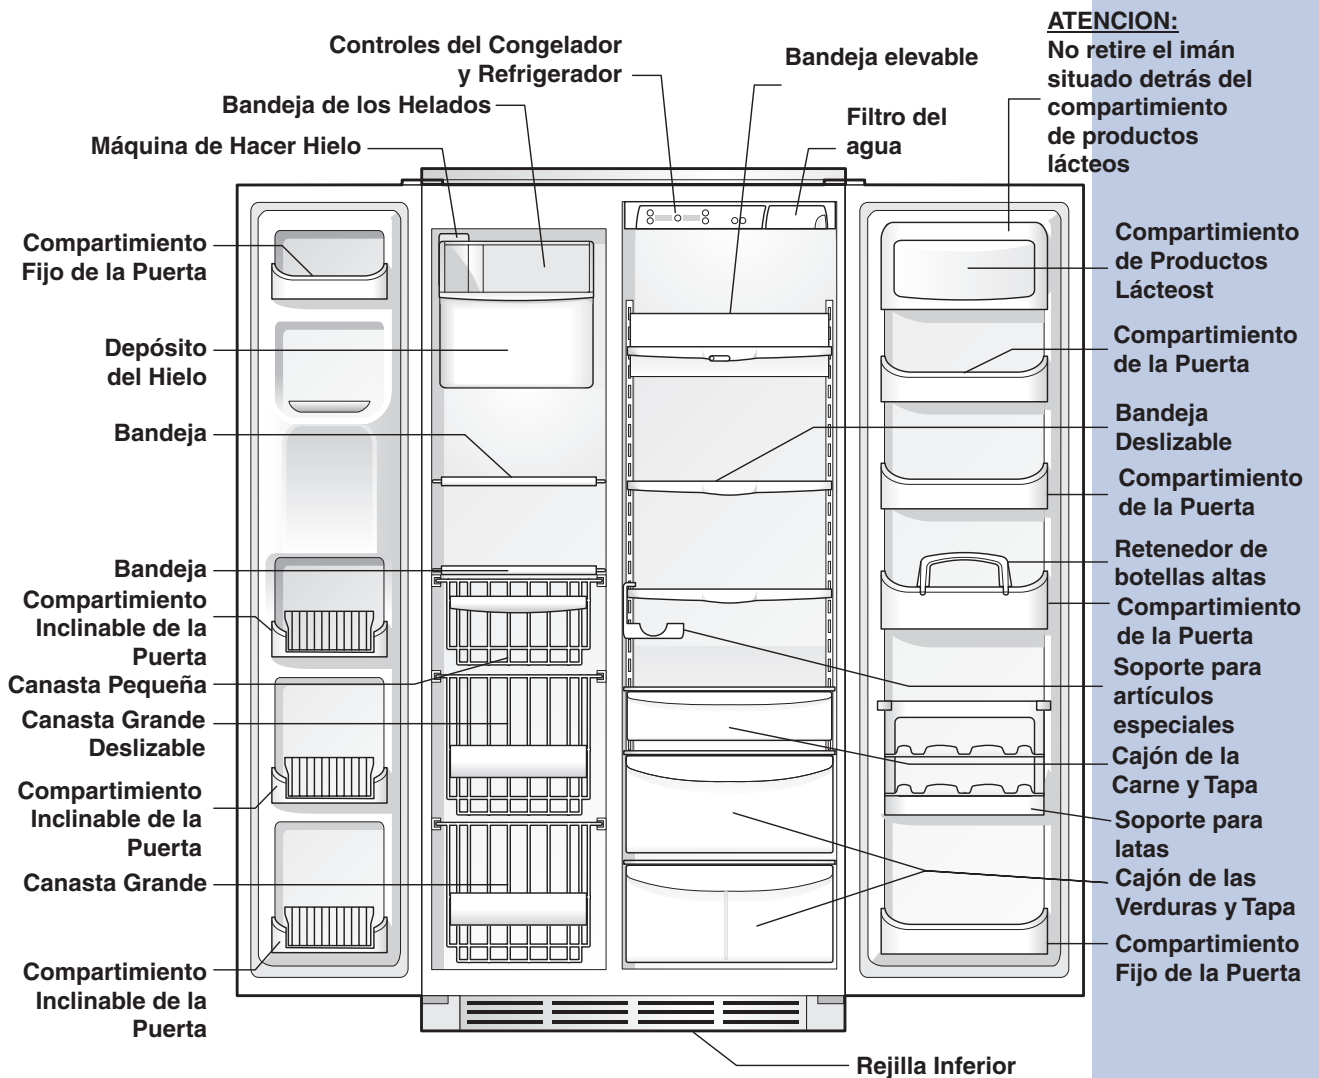 ATENCION:
No retire el imán
situado detrás del
compartimiento
de productos
lácteos
Controles del Congelador
y Refrigerador
Bandeja elevable
Bandeja de los Helados
Filtro del
agua
Máquina de Hacer Hielo
Compartimiento
Fijo de la Puerta
Depósito
del Hielo
Bandeja
Bandeja
Compartimiento
Inclinable de la
Puerta
Canasta Pequeña
Canasta Grande
Deslizable
Compartimiento
Inclinable de la
Puerta
Canasta Grande
Compartimiento
Inclinable de la
Puerta
Compartimiento
de Productos
Lácteost
Compartimiento
de la Puerta
Bandeja
Deslizable
Compartimiento
de la Puerta
Retenedor de
botellas altas
Compartimiento
de la Puerta
Soporte para
artículos
especiales
Cajón de la
Carne y Tapa
Soporte para
latas
Cajón de las
Verduras y Tapa
Compartimiento
Fijo de la Puerta
Rejilla Inferior